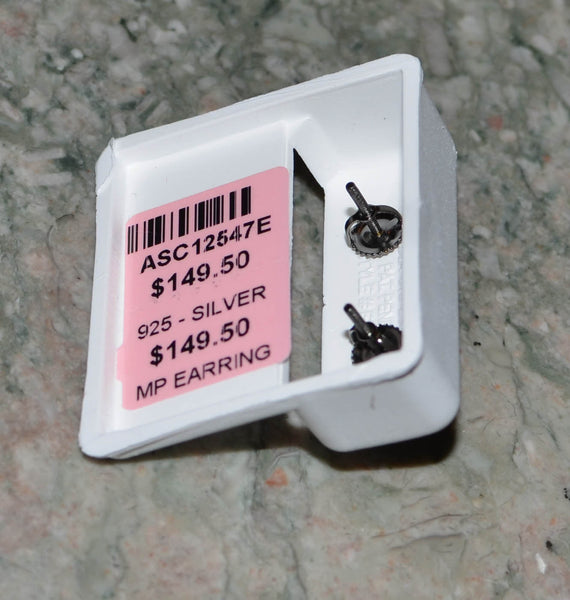 ASC12547E
$149.50
925 - SILVER
$149.50
MP EARRING